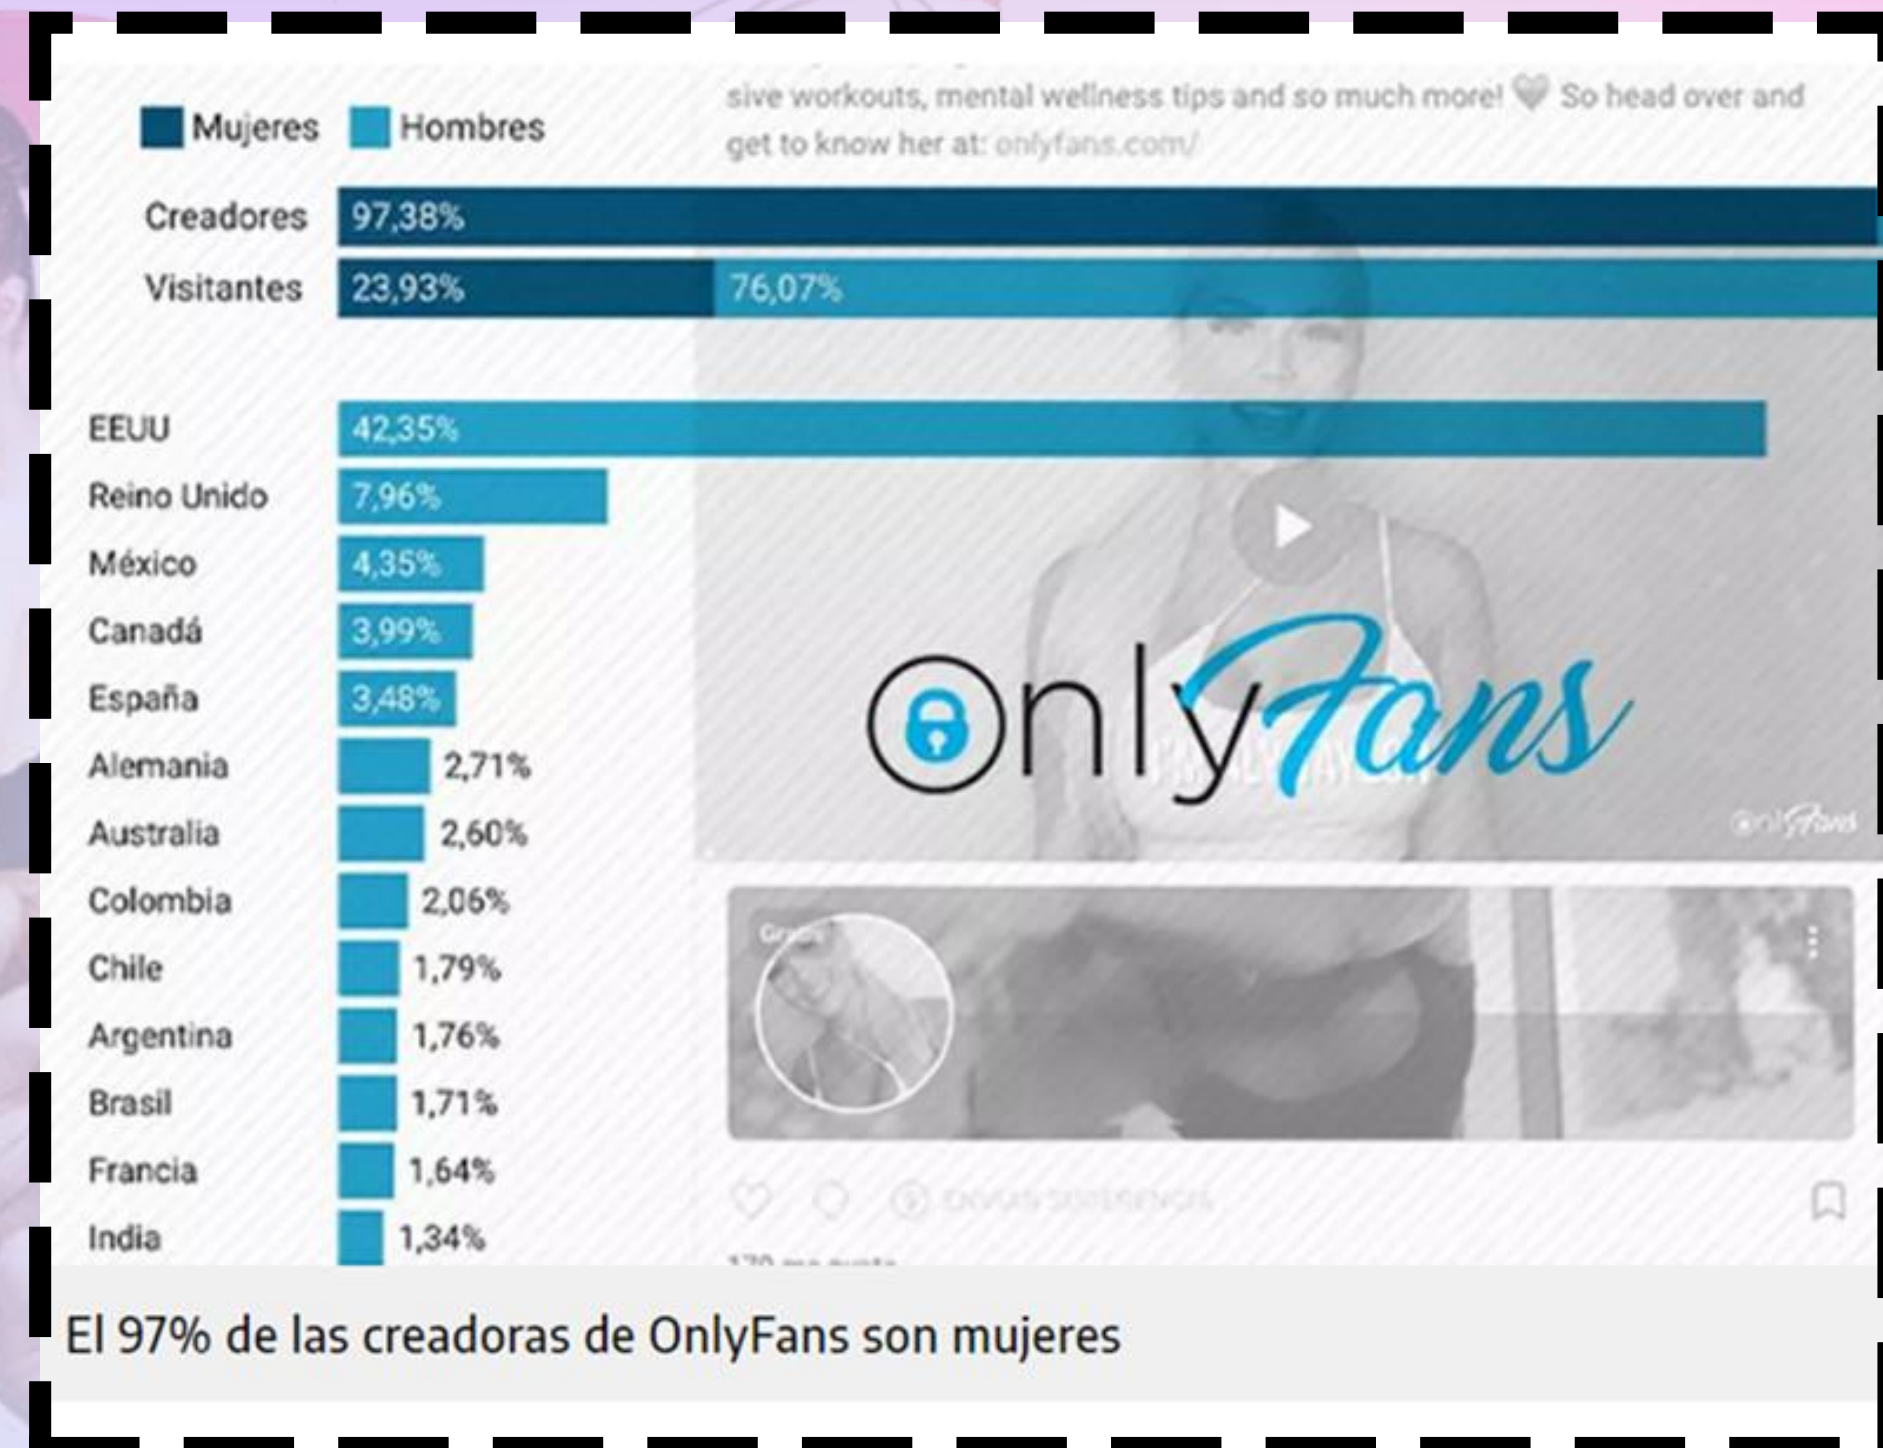 Mujeres Hombres
sive workouts, mental wellness tips and so much more! So head over and
get to know her at: onlyfans.com/
Creadores 97,38%
Visitantes 23,93% 76,07%
EEUU 42,35%
Reino Unido 7,96%
México 4,35%
Canadá 3,99%
España 3,48%
Alemania 2,71%
Australia 2,60%
Colombia 2,06%
Chile 1,79%
Argentina 1,76%
Brasil 1,71%
Francia 1,64%
India 1,34%
OnlyFans
OnlyFans
El 97% de las creadoras de OnlyFans son mujeres